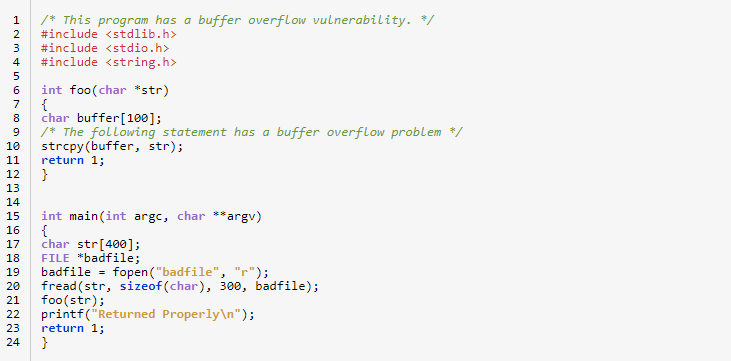 1 /* This program has a buffer overflow vulnerability. */
2 #include <stdlib.h>
3 #include <stdio.h>
4 #include <string.h>
5
6 int foo(char *str)
7 {
8 char buffer[100];
9 /* The following statement has a buffer overflow problem */
10 strcpy(buffer, str);
11 return 1;
12 }
13
14
15 int main(int argc, char **argv)
16 {
17 char str[400];
18 FILE *badfile;
19 badfile = fopen("badfile", "r");
20 fread(str, sizeof(char), 300, badfile);
21 foo(str);
22 printf("Returned Properly\n");
23 return 1;
24 }